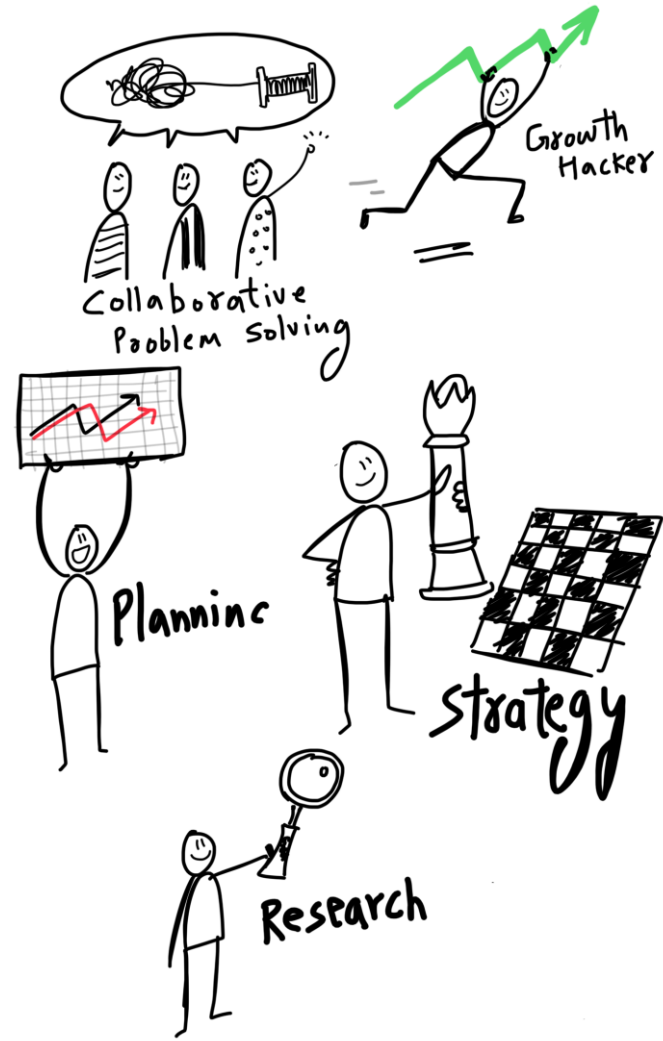 Growth
Hacker
Collaborative
Problem Solving
Planninc
Strategy
Research